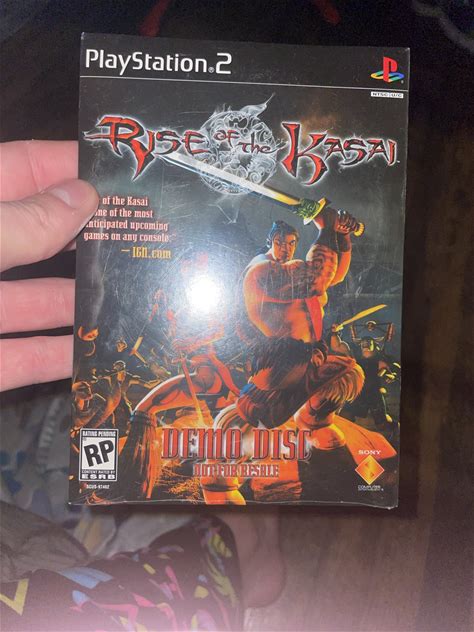 PlayStation®2
NTSC U/C
RISE of the KASAI
of the Kasai
one of the most
anticipated upcoming
games on any console."
— IGN.com
DEMO DISC
NOT FOR RESALE
RATING PENDING
RP
CONTENT RATED BY
ESRB
SONY